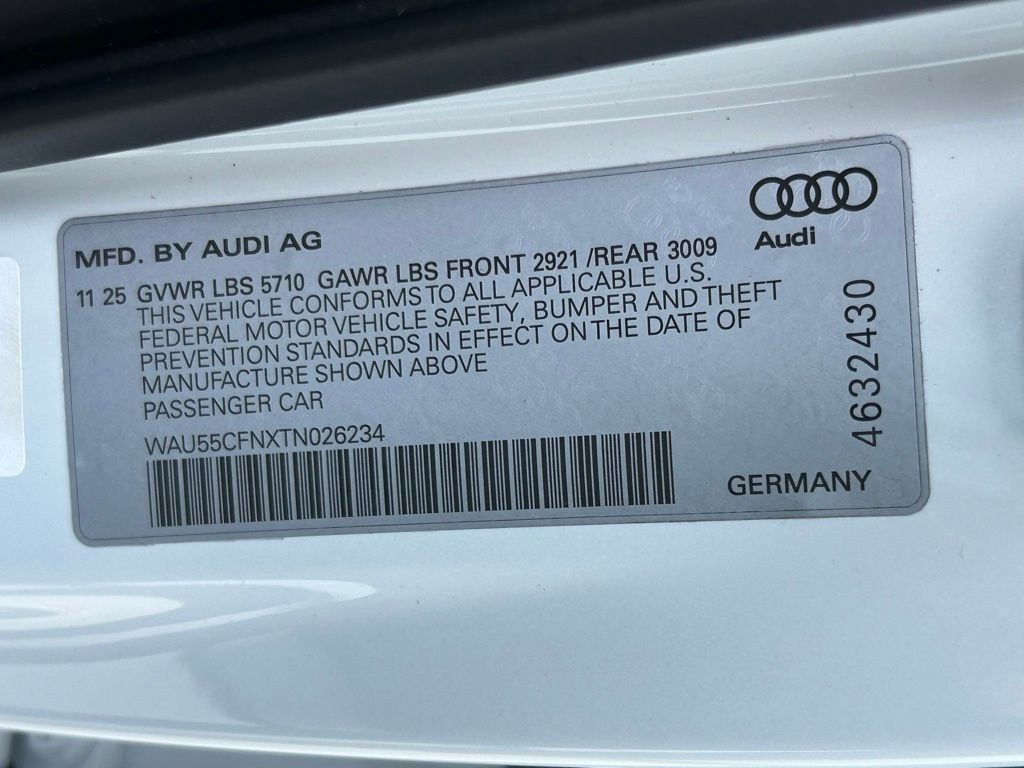 Audi
MFD. BY AUDI AG
11 25 GVWR LBS 5710 GAWR LBS FRONT 2921 /REAR 3009
THIS VEHICLE CONFORMS TO ALL APPLICABLE U.S.
FEDERAL MOTOR VEHICLE SAFETY, BUMPER AND THEFT
PREVENTION STANDARDS IN EFFECT ON THE DATE OF
MANUFACTURE SHOWN ABOVE
PASSENGER CAR
WAU55CFNXTN026234
4632430
GERMANY